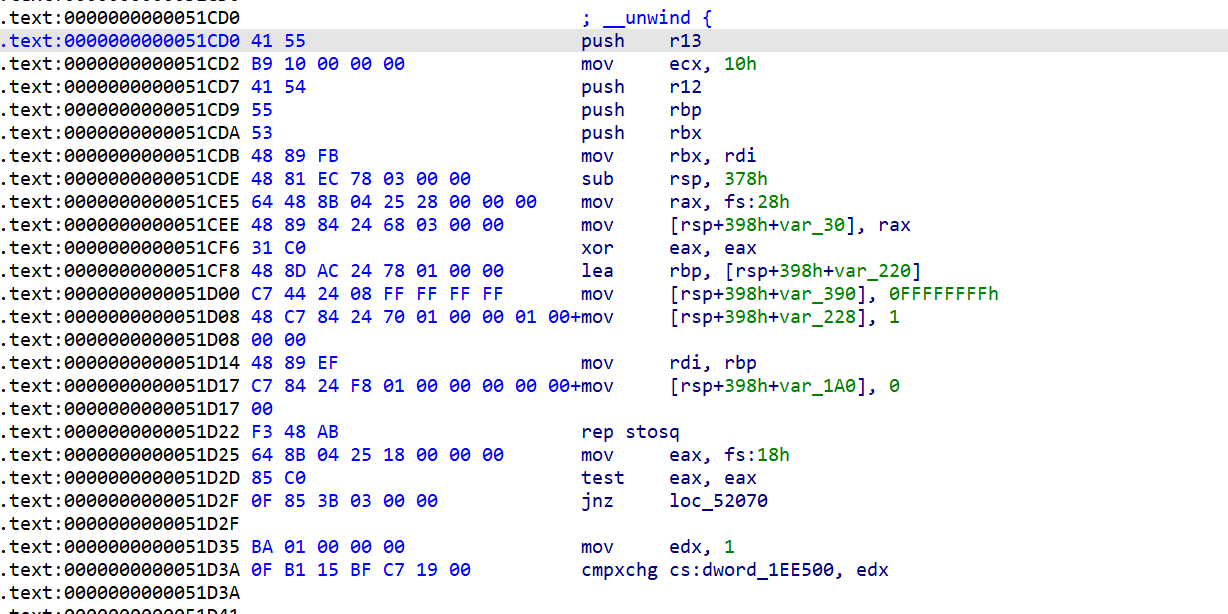 .text:0000000000051CD0 ; __unwind {
.text:0000000000051CD0 41 55 push r13
.text:0000000000051CD2 B9 10 00 00 00 mov ecx, 10h
.text:0000000000051CD7 41 54 push r12
.text:0000000000051CD9 55 push rbp
.text:0000000000051CDA 53 push rbx
.text:0000000000051CDB 48 89 FB mov rbx, rdi
.text:0000000000051CDE 48 81 EC 78 03 00 00 sub rsp, 378h
.text:0000000000051CE5 64 48 8B 04 25 28 00 00 00 mov rax, fs:28h
.text:0000000000051CEE 48 89 84 24 68 03 00 00 mov [rsp+398h+var_30], rax
.text:0000000000051CF6 31 C0 xor eax, eax
.text:0000000000051CF8 48 8D AC 24 78 01 00 00 lea rbp, [rsp+398h+var_220]
.text:0000000000051D00 C7 44 24 08 FF FF FF FF mov [rsp+398h+var_390], 0FFFFFFFFh
.text:0000000000051D08 48 C7 84 24 70 01 00 00 01 00+mov [rsp+398h+var_228], 1
.text:0000000000051D08 00 00
.text:0000000000051D14 48 89 EF mov rdi, rbp
.text:0000000000051D17 C7 84 24 F8 01 00 00 00 00 00+mov [rsp+398h+var_1A0], 0
.text:0000000000051D17 00
.text:0000000000051D22 F3 48 AB rep stosq
.text:0000000000051D25 64 8B 04 25 18 00 00 00 mov eax, fs:18h
.text:0000000000051D2D 85 C0 test eax, eax
.text:0000000000051D2F 0F 85 3B 03 00 00 jnz loc_52070
.text:0000000000051D2F
.text:0000000000051D35 BA 01 00 00 00 mov edx, 1
.text:0000000000051D3A 0F B1 15 BF C7 19 00 cmpxchg cs:dword_1EE500, edx
.text:0000000000051D3A